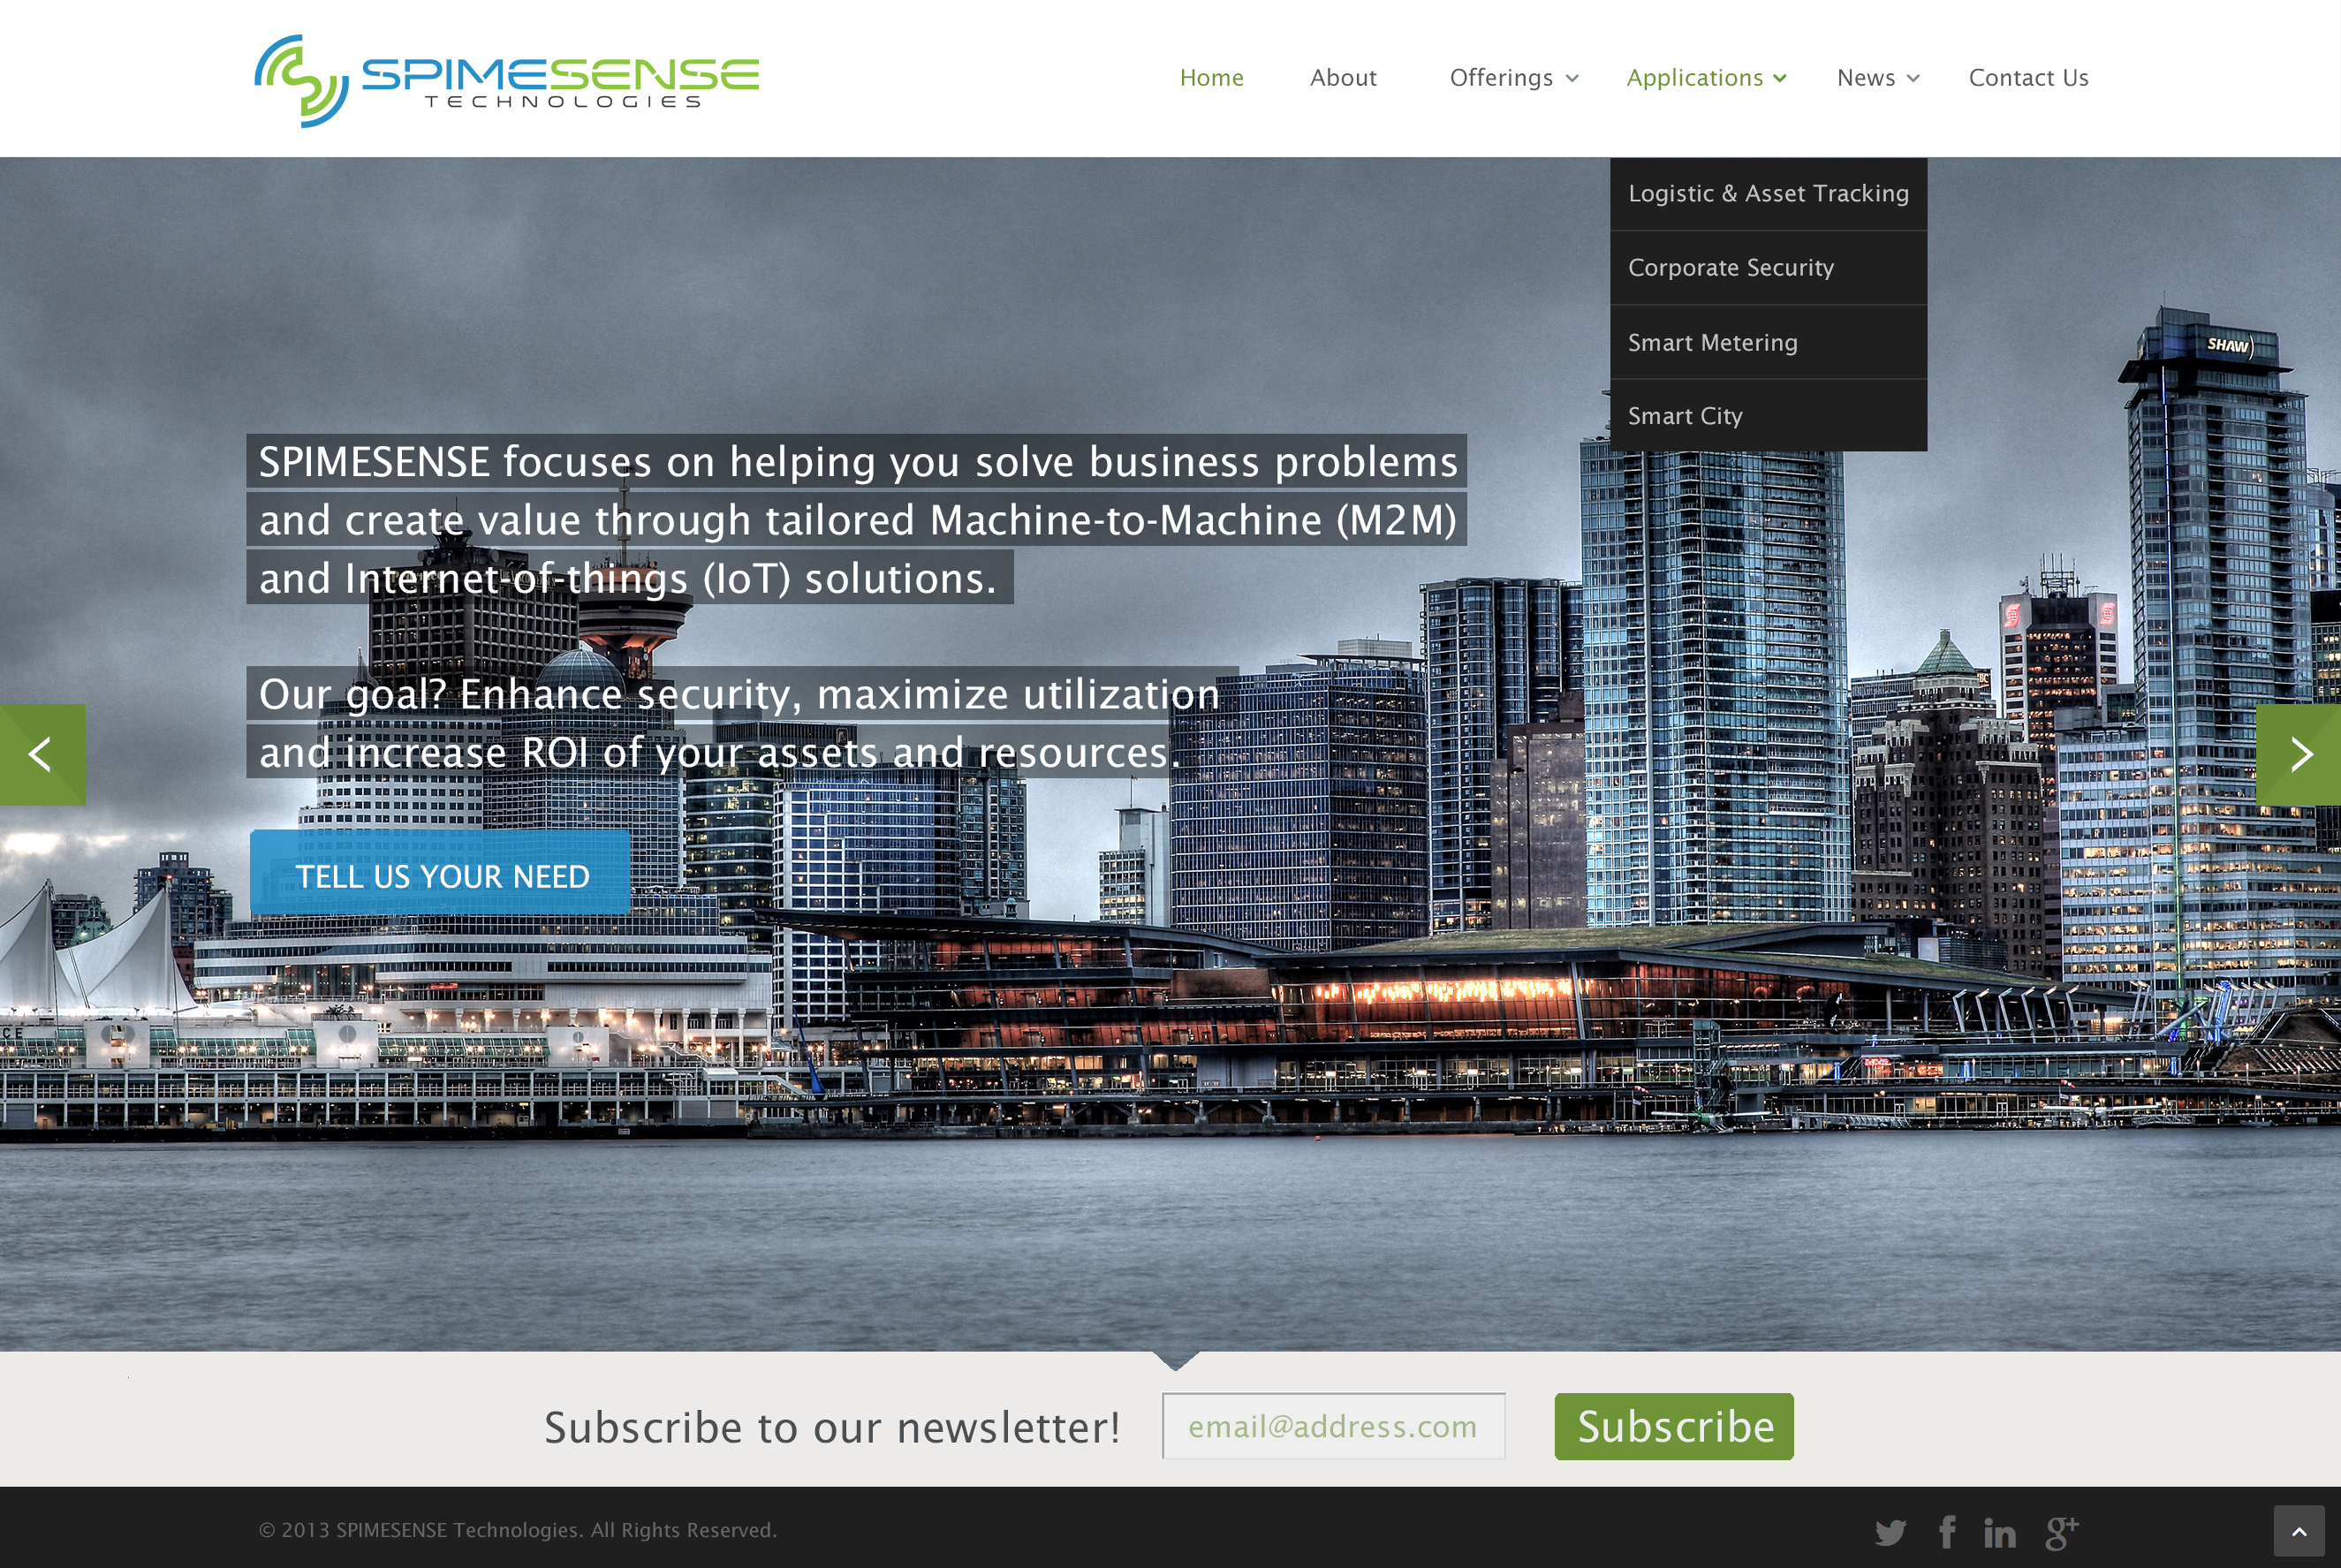 SPIMESENSE
TECHNOLOGIES
Home About Offerings Applications News Contact Us
Logistic & Asset Tracking
Corporate Security
Smart Metering
Smart City
SHAW)
SPIMESENSE focuses on helping you solve business problems
and create value through tailored Machine-to-Machine (M2M)
and Internet-of-things (IoT) solutions.
Our goal? Enhance security, maximize utilization
and increase ROI of your assets and resources.
TELL US YOUR NEED
CE
Subscribe to our newsletter! email@address.com Subscribe
© 2013 SPIMESENSE Technologies. All Rights Reserved.
f in g+